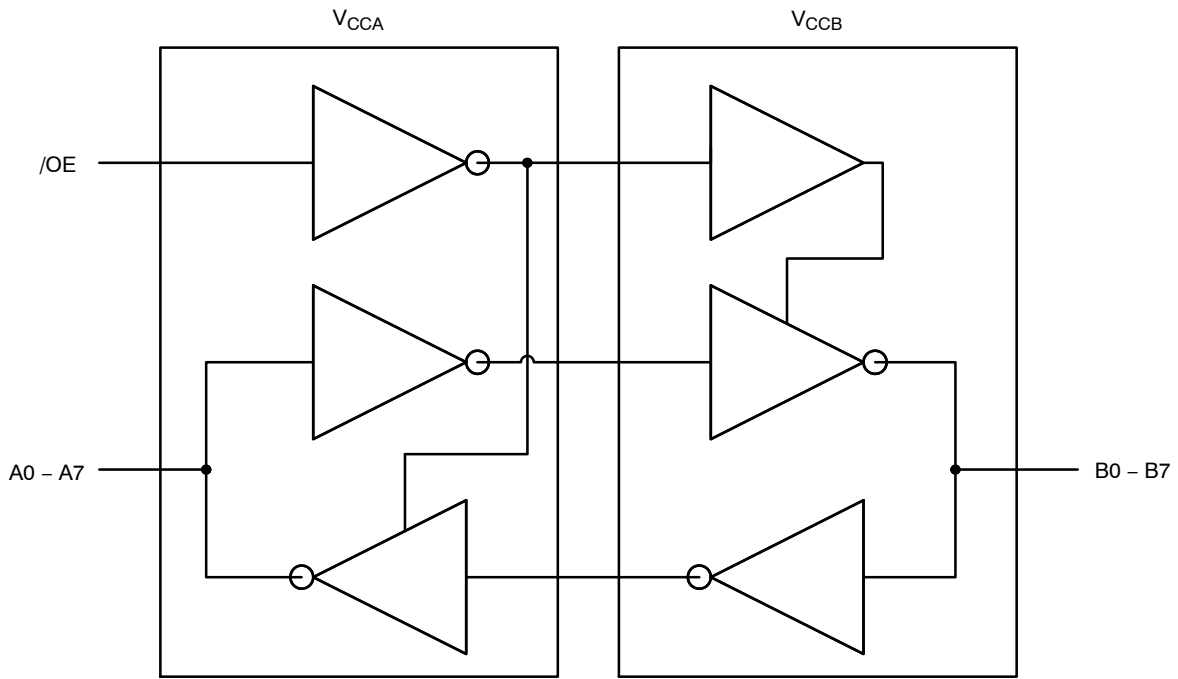 VCCA
VCCB
/OE
A0 – A7
B0 – B7